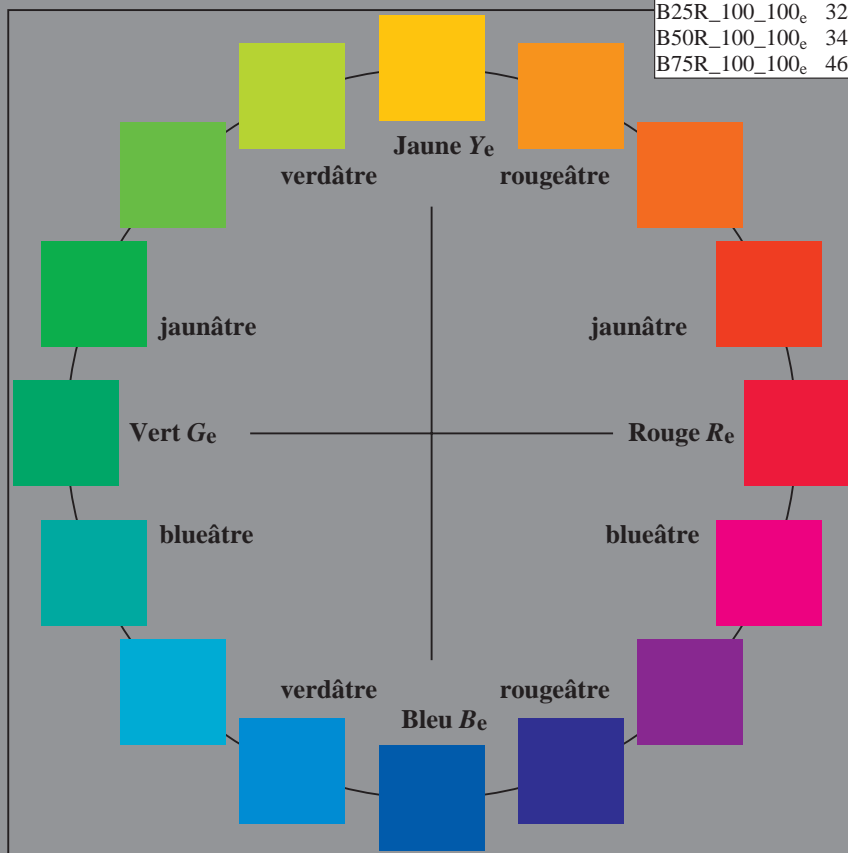 B25R_100_100e 32
B50R_100_100e 34
B75R_100_100e 46
Jaune Ye
verdâtre rougeâtre
jaunâtre jaunâtre
Vert Ge Rouge Re
blueâtre blueâtre
verdâtre rougeâtre
Bleu Be